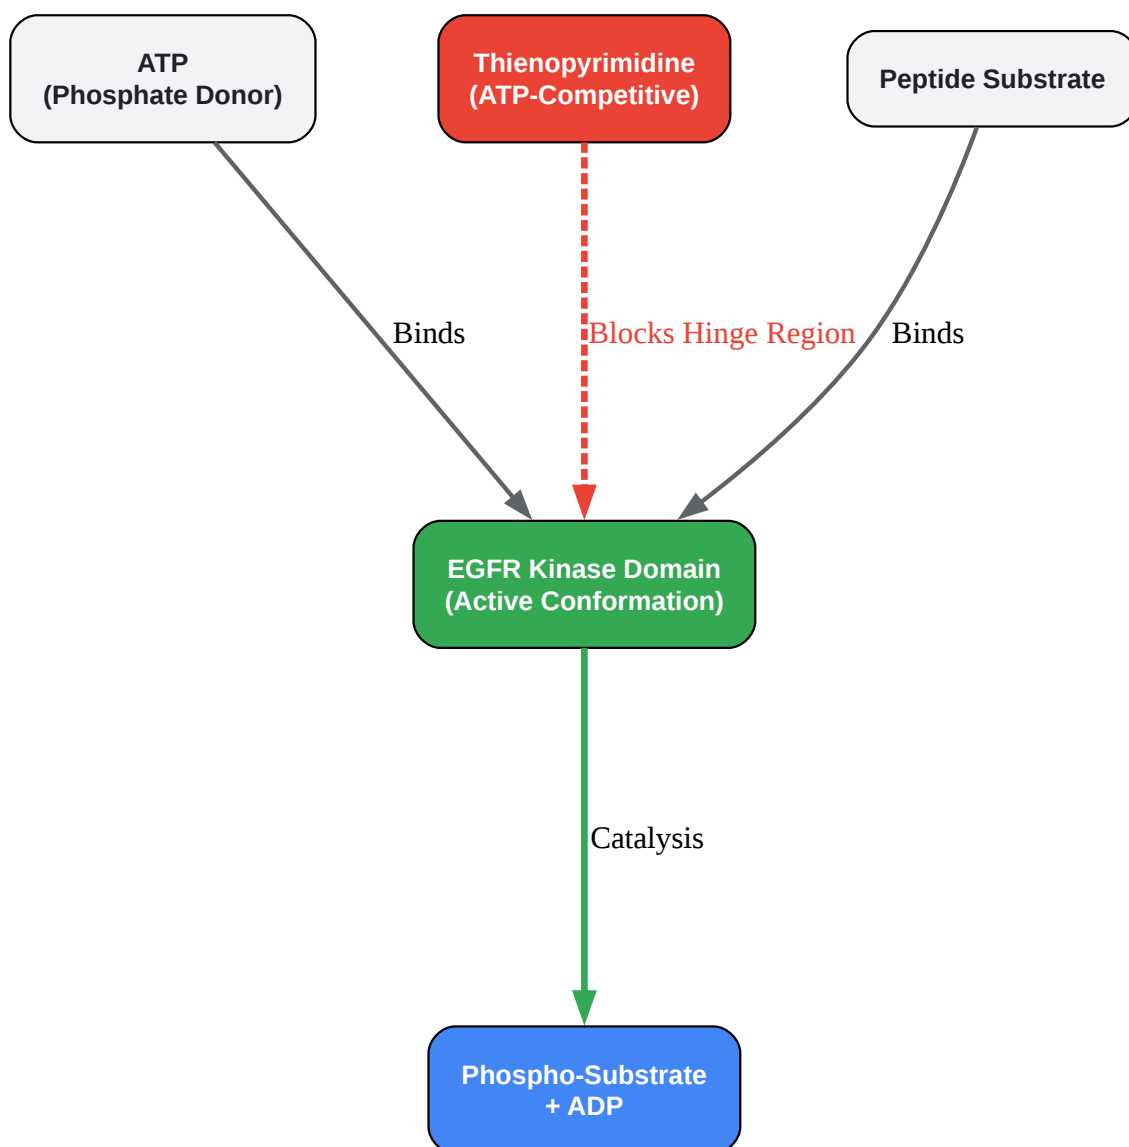 ATP
(Phosphate Donor)
Thienopyrimidine
(ATP-Competitive)
Peptide Substrate
Binds
Blocks Hinge Region
Binds
EGFR Kinase Domain
(Active Conformation)
Catalysis
Phospho-Substrate
+ ADP